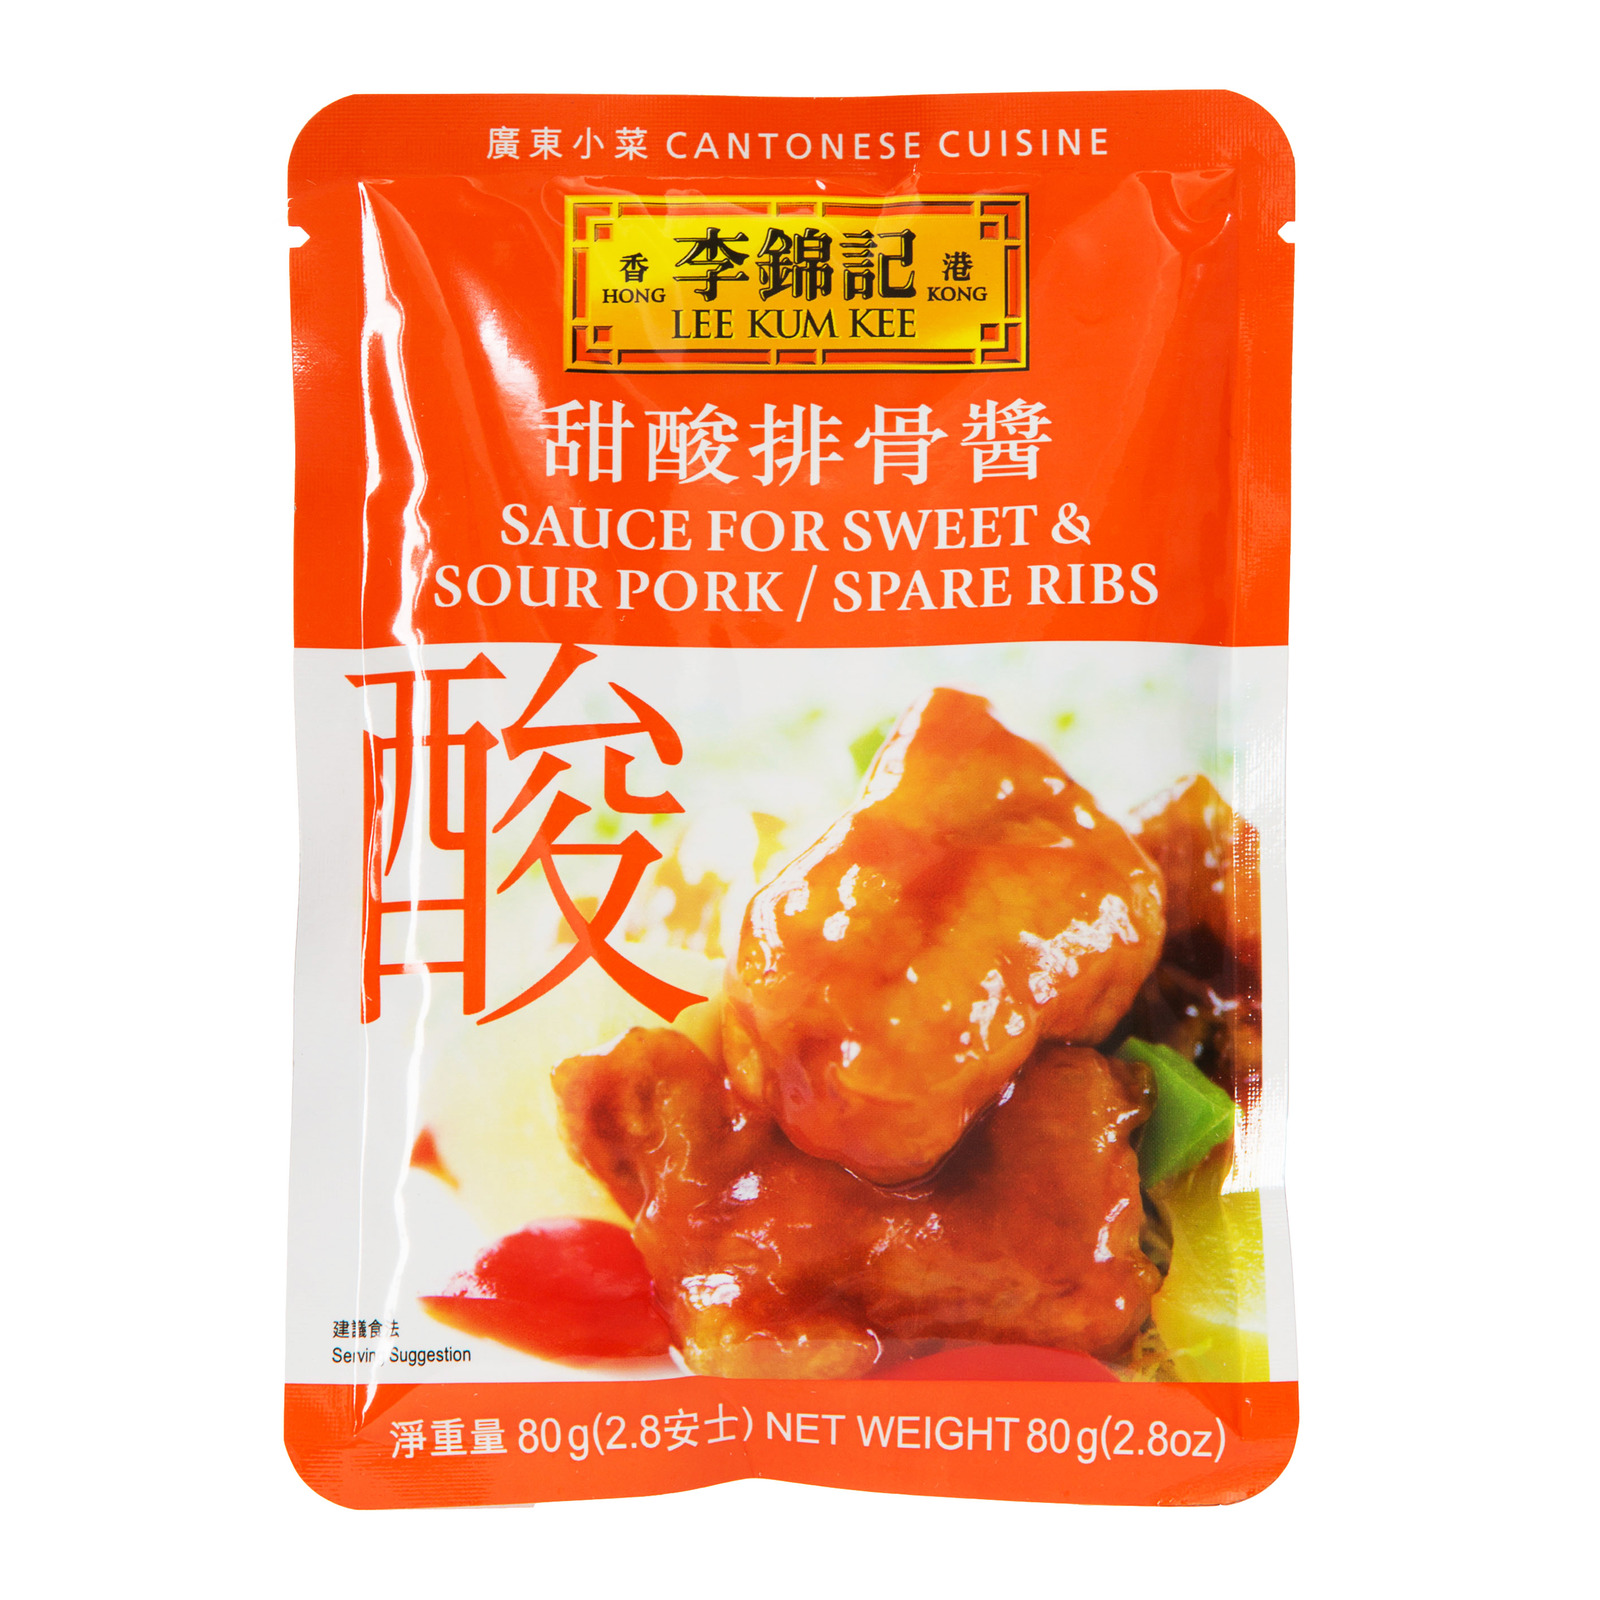 廣東小菜 CANTONESE CUISINE
香 李錦記 港
HONG KONG
LEE KUM KEE
甜酸排骨醬
SAUCE FOR SWEET &
SOUR PORK / SPARE RIBS
酸
建議食法
Serving Suggestion
淨重量 80g(2.8安士) NET WEIGHT 80g(2.8oz)